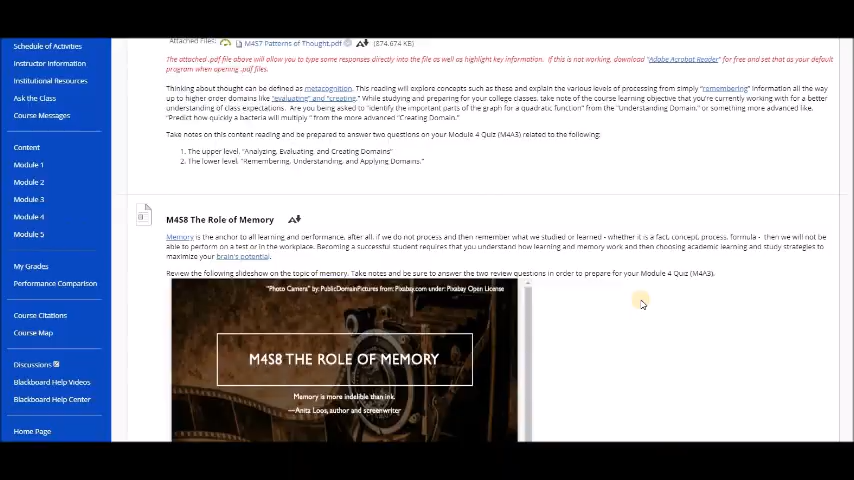 Schedule of Activities
Instructor Information
Institutional Resources
Ask the Class
Course Messages
Content
Module 1
Module 2
Module 3
Module 4
Module 5
My Grades
Performance Comparison
Course Citations
Course Map
Discussions
Blackboard Help Videos
Blackboard Help Center
Home Page
Attached Files: M4S7 Patterns of Thought.pdf (874.674 KB)
The attached .pdf file above will allow you to type some responses directly into the file as well as highlight key information. If this is not working, download "Adobe Acrobat Reader" for free and set that as your default
program when opening .pdf files.
Thinking about thought can be defined as metacognition. This reading will explore concepts such as these and explain the various levels of processing from simply "remembering" information all the way
up to higher order domains like "evaluating" and "creating." While studying and preparing for your college classes, take note of the course learning objective that you're currently working with for a better
understanding of class expectations. Are you being asked to "identify the important parts of the graph for a quadratic function" from the "Understanding Domain," or something more advanced like,
"Predict how quickly a bacteria will multiply " from the more advanced "Creating Domain."
Take notes on this content reading and be prepared to answer two questions on your Module 4 Quiz (M4A3) related to the following:
1. The upper level, "Analyzing, Evaluating, and Creating Domains"
2. The lower level, "Remembering, Understanding, and Applying Domains."
M4S8 The Role of Memory
Memory is the anchor to all learning and performance, after all, if we do not process and then remember what we studied or learned - whether it is a fact, concept, process, formula - then we will not be
able to perform on a test or in the workplace. Becoming a successful student requires that you understand how learning and memory work and then choosing academic learning and study strategies to
maximize your brain's potential.
Review the following slideshow on the topic of memory. Take notes and be sure to answer the two review questions in order to prepare for your Module 4 Quiz (M4A3).
"Photo Camera" by: PublicDomainPictures from: Pixabay.com under: Pixabay Open License
M4S8 THE ROLE OF MEMORY
Memory is more indelible than ink.
—Anita Loos, author and screenwriter